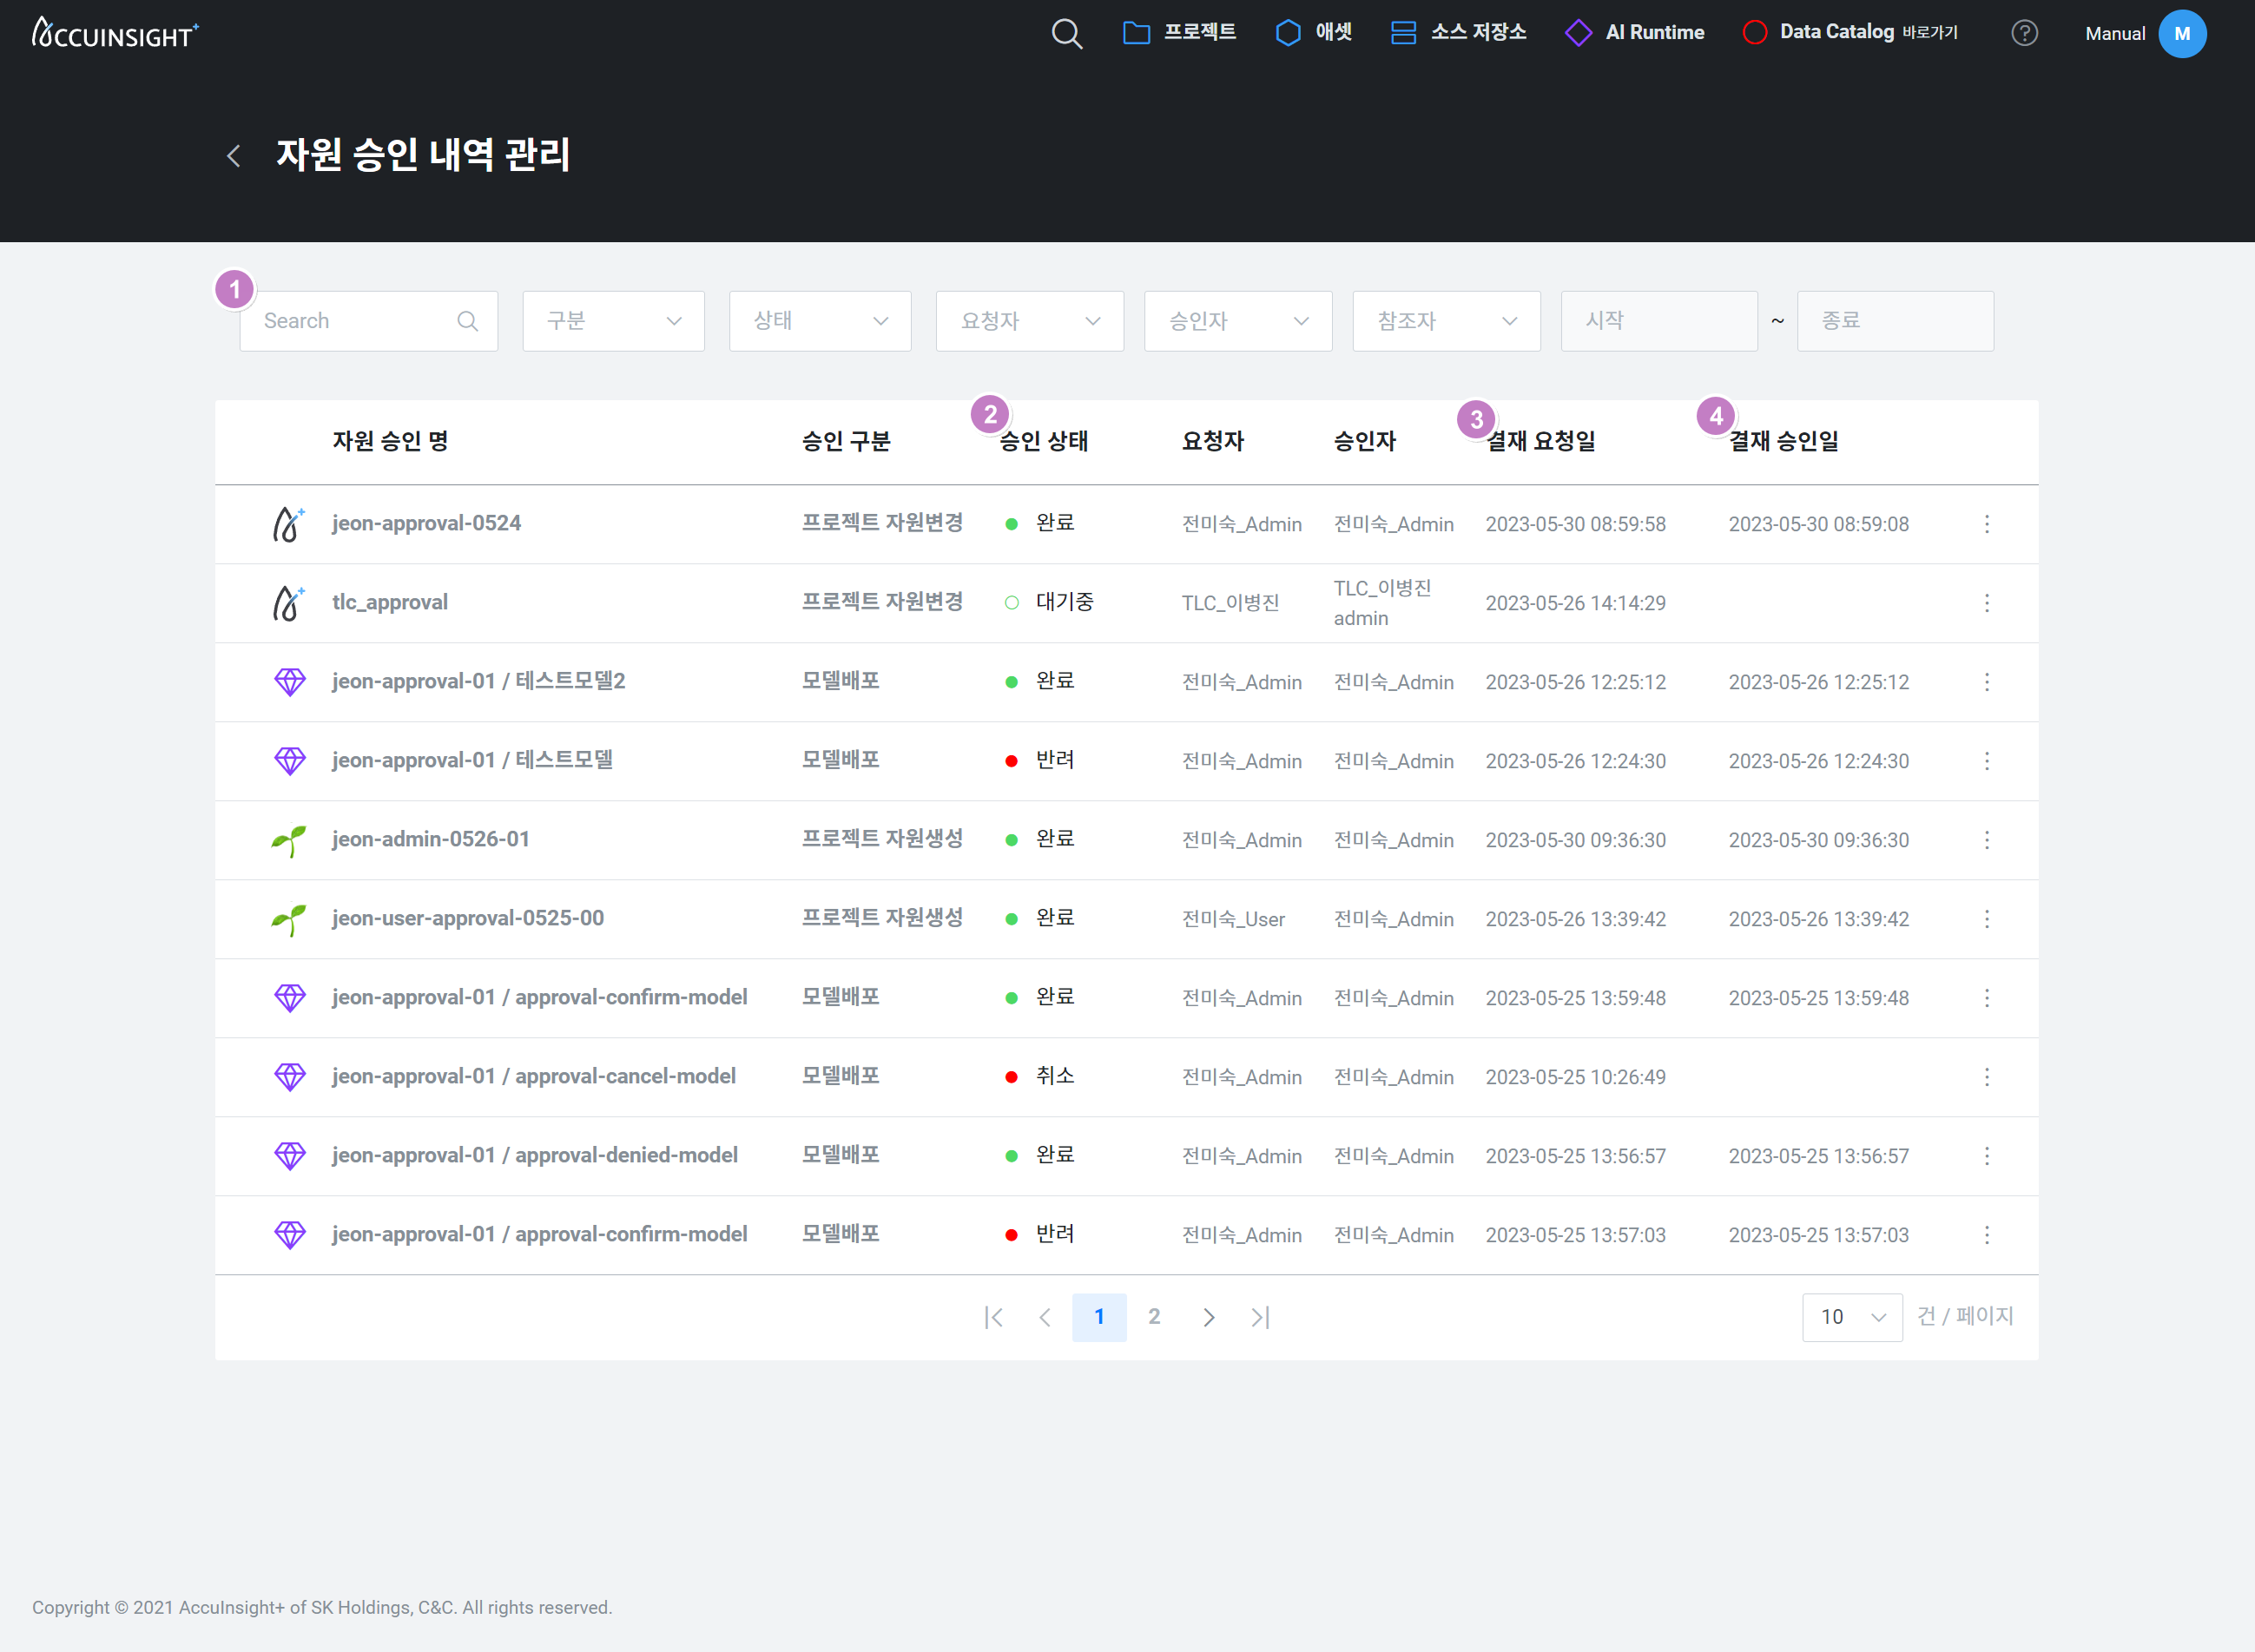 ACCUINSIGHT+
프로젝트 애셋 소스 저장소 AI Runtime Data Catalog 바로가기 ? Manual M
자원 승인 내역 관리
1
Search 구분 상태 요청자 승인자 참조자 시작 ~ 종료
2 3 4
자원 승인 명 승인 구분 승인 상태 요청자 승인자 결재 요청일 결재 승인일
jeon-approval-0524 프로젝트 자원변경 완료 전미숙_Admin 전미숙_Admin 2023-05-30 08:59:58 2023-05-30 08:59:08
tlc_approval 프로젝트 자원변경 대기중 TLC_이병진 TLC_이병진 2023-05-26 14:14:29
admin
jeon-approval-01 / 테스트모델2 모델배포 완료 전미숙_Admin 전미숙_Admin 2023-05-26 12:25:12 2023-05-26 12:25:12
jeon-approval-01 / 테스트모델 모델배포 반려 전미숙_Admin 전미숙_Admin 2023-05-26 12:24:30 2023-05-26 12:24:30
jeon-admin-0526-01 프로젝트 자원생성 완료 전미숙_Admin 전미숙_Admin 2023-05-30 09:36:30 2023-05-30 09:36:30
jeon-user-approval-0525-00 프로젝트 자원생성 완료 전미숙_User 전미숙_Admin 2023-05-26 13:39:42 2023-05-26 13:39:42
jeon-approval-01 / approval-confirm-model 모델배포 완료 전미숙_Admin 전미숙_Admin 2023-05-25 13:59:48 2023-05-25 13:59:48
jeon-approval-01 / approval-cancel-model 모델배포 취소 전미숙_Admin 전미숙_Admin 2023-05-25 10:26:49
jeon-approval-01 / approval-denied-model 모델배포 완료 전미숙_Admin 전미숙_Admin 2023-05-25 13:56:57 2023-05-25 13:56:57
jeon-approval-01 / approval-confirm-model 모델배포 반려 전미숙_Admin 전미숙_Admin 2023-05-25 13:57:03 2023-05-25 13:57:03
1 2 10 건 / 페이지
Copyright © 2021 AccuInsight+ of SK Holdings, C&C. All rights reserved.